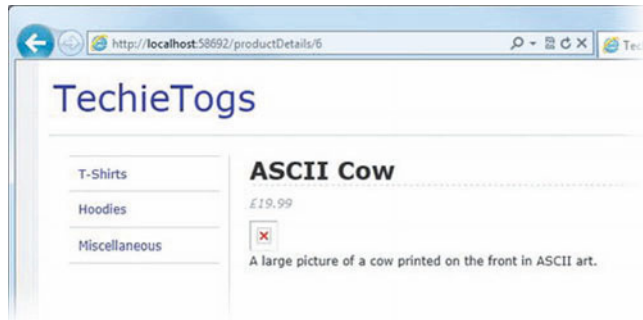 http://localhost:58692/productDetails/6
TechieTogs
T-Shirts
Hoodies
Miscellaneous
ASCII Cow
£19.99
A large picture of a cow printed on the front in ASCII art.